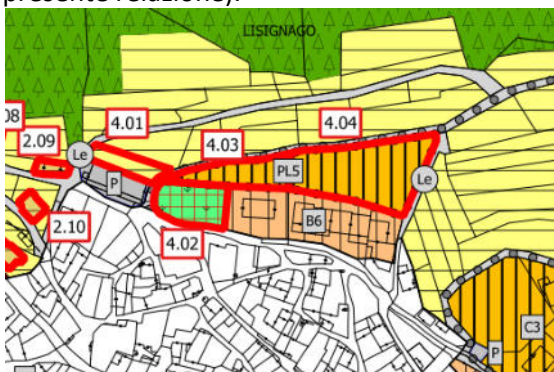 presente relazione).
LISIGNAGO
08
4.01
4.04
2.09
Le
4.03
P
PL5
Le
2.10
B6
4.02
C3
P